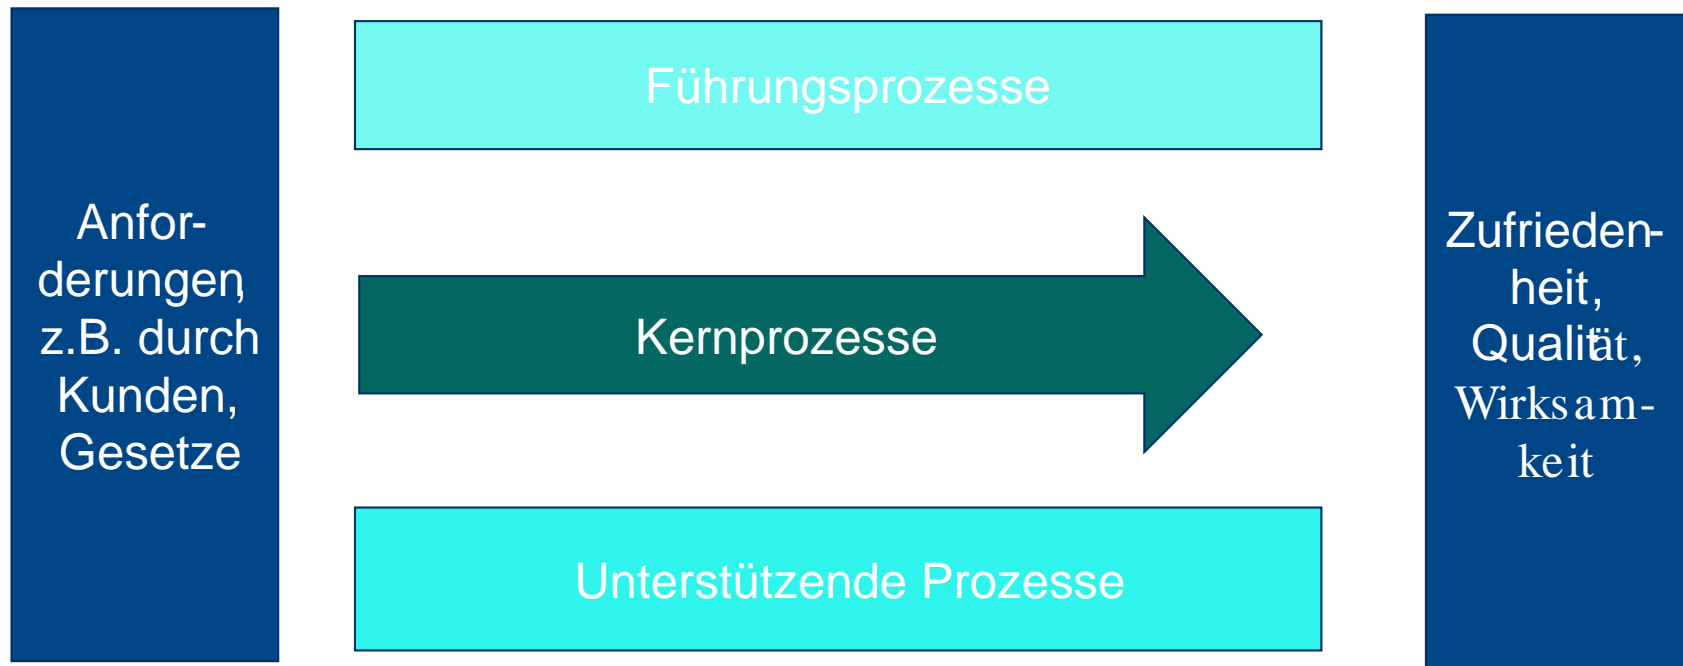 Führungsprozesse
Anfor-
derungen,
z.B. durch
Kunden,
Gesetze
Kernprozesse
Zufrieden-
heit,
Qualität,
Wirksam-
keit
Unterstützende Prozesse